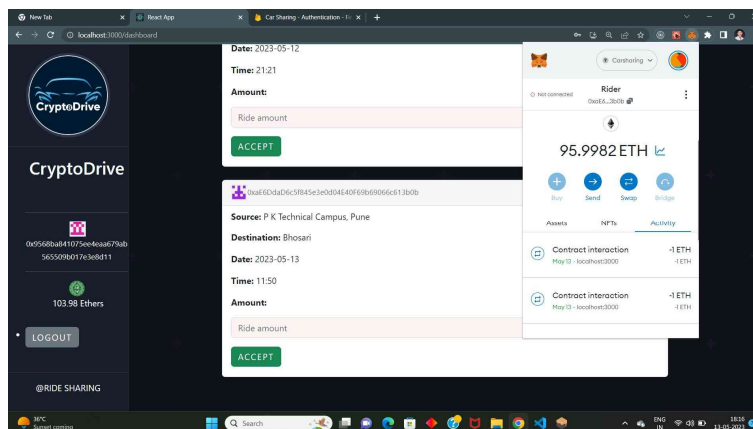 New Tab
React App
Car Sharing - Authentication - Fir
localhost:3000/dashboard
CryptoDrive
CryptoDrive
0x9568ba841075ee4eaa679ab
565509b017e3e8d11
103.98 Ethers
LOGOUT
@RIDE SHARING
Date: 2023-05-12
Time: 21:21
Amount:
Ride amount
ACCEPT
0xaE6DdaD6c5f845e3e0d04E40F69b69066c613b0b
Source: P K Technical Campus, Pune
Destination: Bhosari
Date: 2023-05-13
Time: 11:50
Amount:
Ride amount
ACCEPT
Carsharing
Not connected
Rider
0xaE6...3b0b
95.9982 ETH
Buy Send Swap Bridge
Assets NFTs Activity
Contract interaction -1 ETH
May 13 · localhost:3000 -1 ETH
Contract interaction -1 ETH
May 13 · localhost:3000 -1 ETH
36°C
Sunset coming
Search
ENG
IN
18:16
13-05-2023